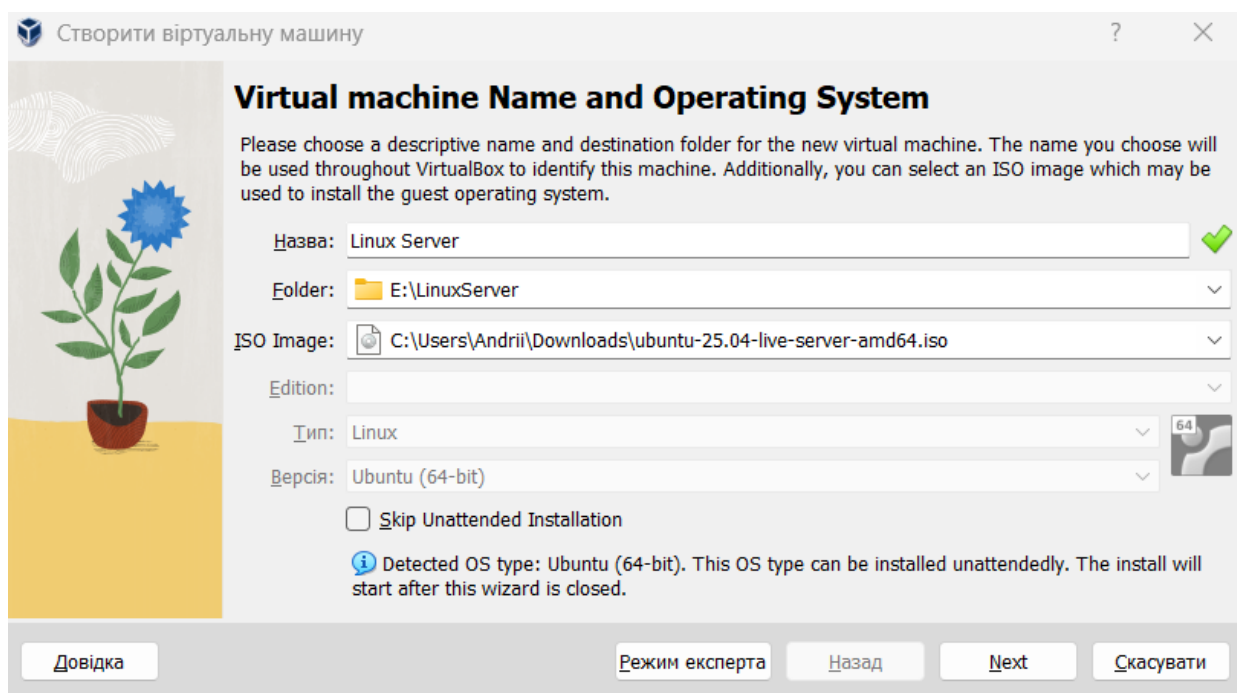 Створити віртуальну машину
Virtual machine Name and Operating System
Please choose a descriptive name and destination folder for the new virtual machine. The name you choose will
be used throughout VirtualBox to identify this machine. Additionally, you can select an ISO image which may be
used to install the guest operating system.
Назва: Linux Server
Folder: E:\LinuxServer
ISO Image: C:\Users\Andrii\Downloads\ubuntu-25.04-live-server-amd64.iso
Edition:
Тип: Linux
64
Версія: Ubuntu (64-bit)
Skip Unattended Installation
Detected OS type: Ubuntu (64-bit). This OS type can be installed unattendedly. The install will
start after this wizard is closed.
Довідка Режим експерта Назад Next Скасувати